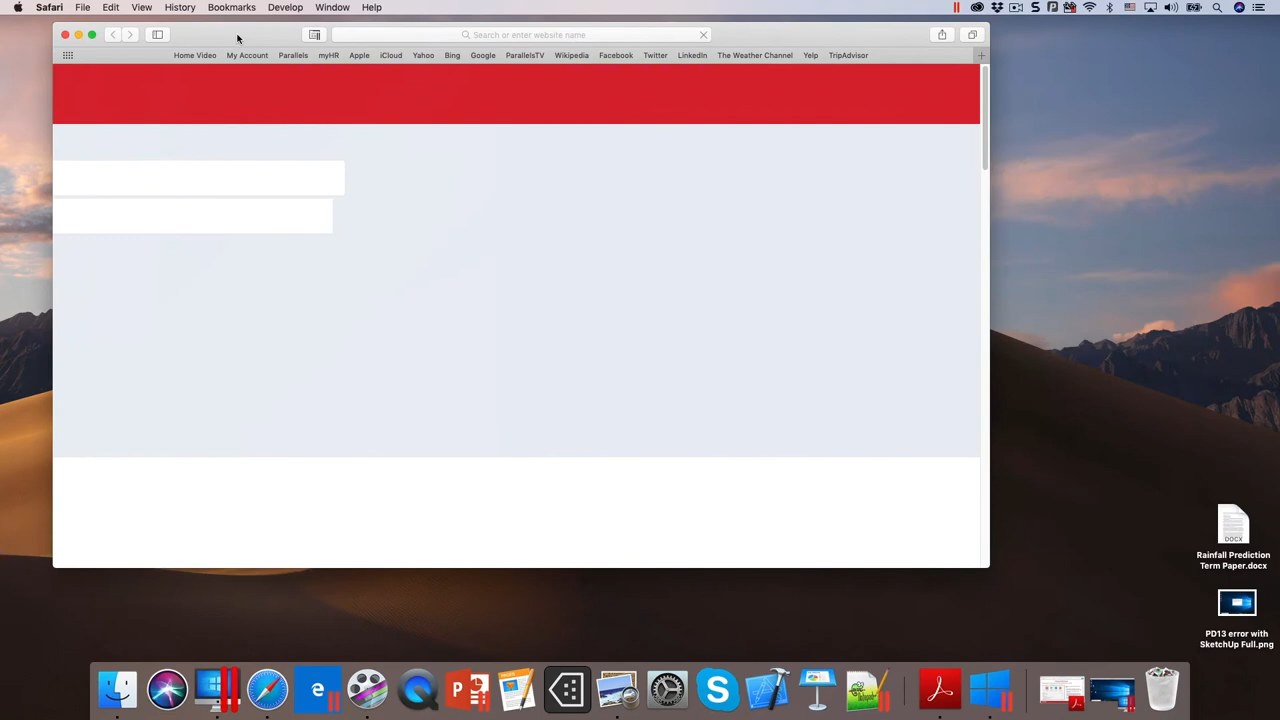 Safari File Edit View History Bookmarks Develop Window Help
Search or enter website name
Home Video My Account Parallels myHR Apple iCloud Yahoo Bing Google ParallelsTV Wikipedia Facebook Twitter LinkedIn The Weather Channel Yelp TripAdvisor
DOCX
Rainfall Prediction
Term Paper.docx
PD13 error with
SketchUp Full.png